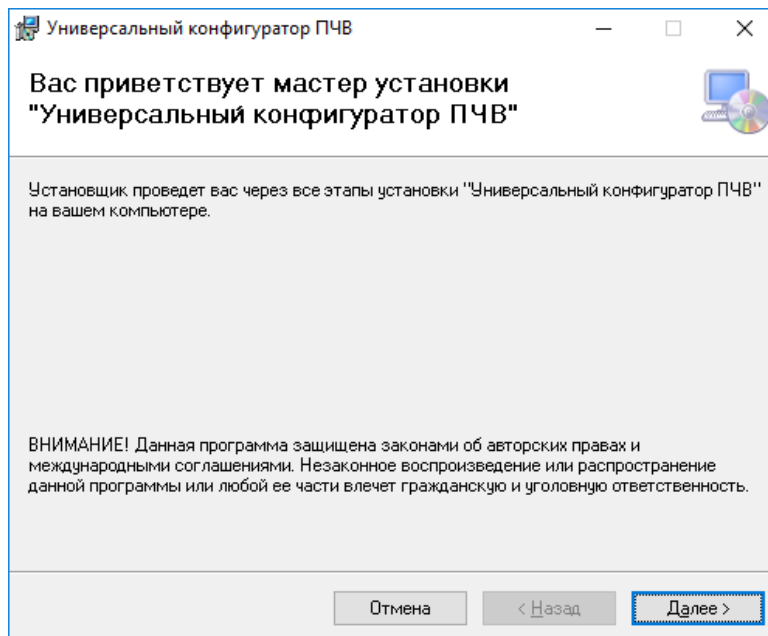 Универсальный конфигуратор ПЧВ
Вас приветствует мастер установки
"Универсальный конфигуратор ПЧВ"
Установщик проведет вас через все этапы установки "Универсальный конфигуратор ПЧВ"
на вашем компьютере.
ВНИМАНИЕ! Данная программа защищена законами об авторских правах и
международными соглашениями. Незаконное воспроизведение или распространение
данной программы или любой ее части влечет гражданскую и уголовную ответственность.
Отмена
< Назад
Далее >